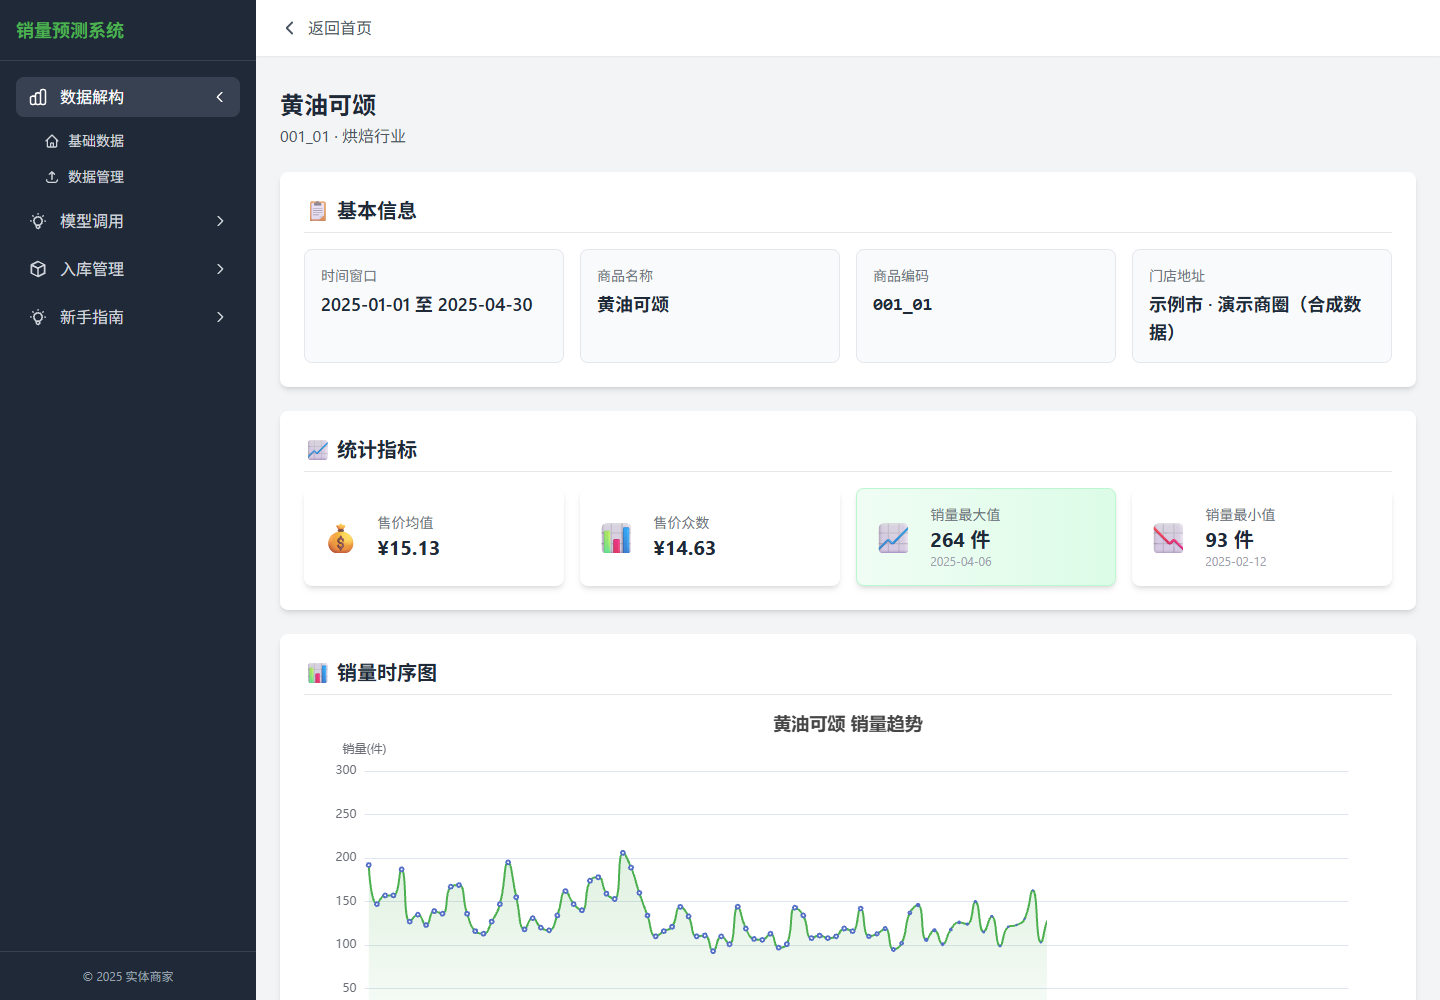 销量预测系统
数据解构
基础数据
数据管理
模型调用
入库管理
新手指南
© 2025 实体商家
返回首页
黄油可颂
001_01 · 烘焙行业
基本信息
时间窗口
2025-01-01 至 2025-04-30
商品名称
黄油可颂
商品编码
001_01
门店地址
示例市 · 演示商圈（合成数
据）
统计指标
售价均值
¥15.13
售价众数
¥14.63
销量最大值
264 件
2025-04-06
销量最小值
93 件
2025-02-12
销量时序图
黄油可颂 销量趋势
销量(件)
300
250
200
150
100
50